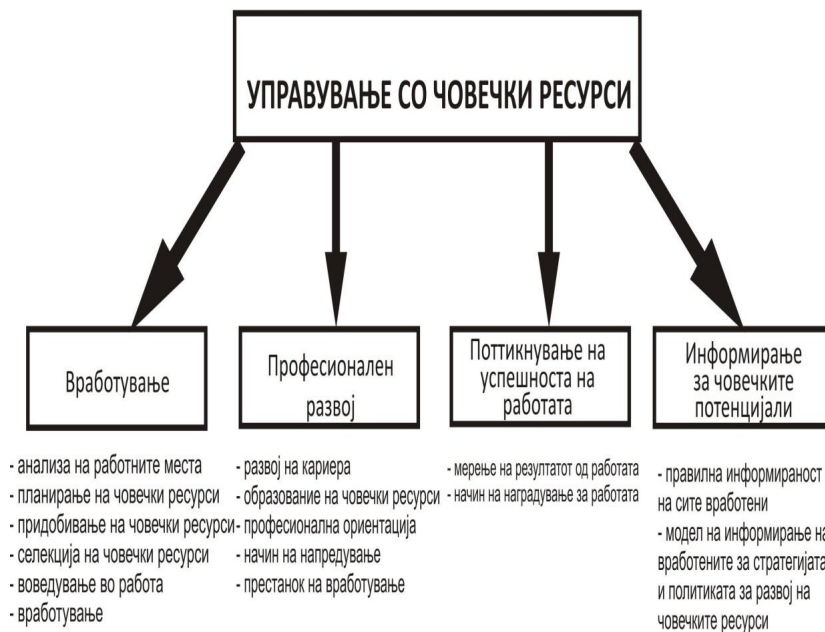 УПРАВУВАЊЕ СО ЧОВЕЧКИ РЕСУРСИ
Вработување
- анализа на работните места
- планирање на човечки ресурси
- придобивање на човечки ресурси
- селекција на човечки ресурси
- воведување во работа
- вработување
Професионален
развој
- развој на кариера
- образование на човечки ресурси
- професионална ориентација
- начин на напредување
- престанок на вработување
Поттикнување на
успешноста на
работата
- мерење на резултатот од работата
- начин на наградување за работата
Информирање
за човечките
потенцијали
- правилна информираност
на сите вработени
- модел на информирање на
вработените за стратегијата
и политиката за развој на
човечките ресурси